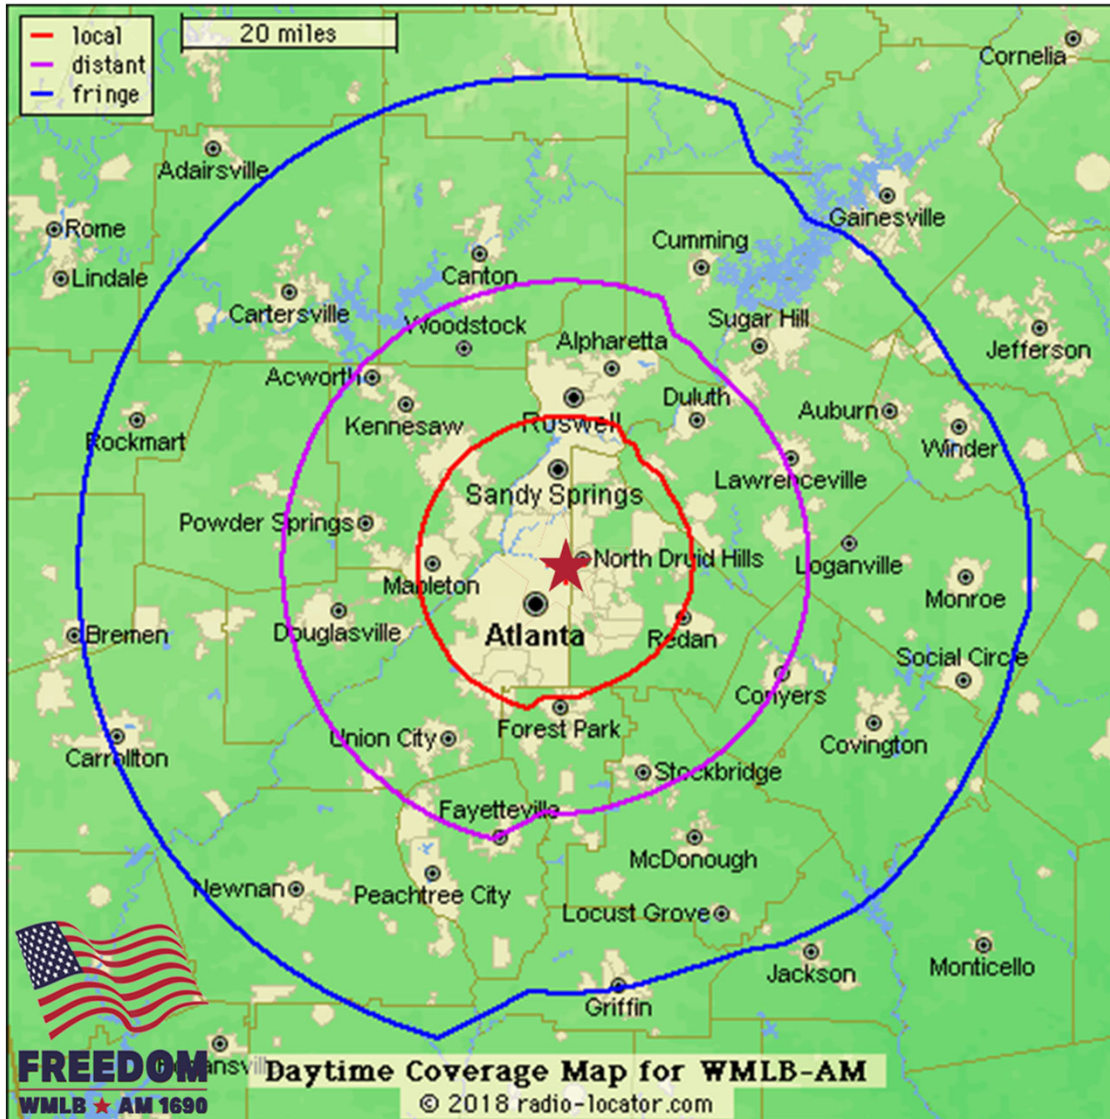 local
20 miles
distant
fringe
Cornelia
Adairsville
Gainesville
Rome
Cumming
Canton
Lindale
Cartersville
Woodstock
Sugar Hill
Alpharetta
Jefferson
Acworth
Duluth
Auburn
Kennesaw
Roswell
Rockmart
Winder
Lawrenceville
Sandy Springs
Powder Springs
North Druid Hills
Loganville
Mapleton
Monroe
Douglasville
Bremen
Atlanta
Redan
Social Circle
Conyers
Forest Park
Union City
Covington
Carrollton
Stockbridge
Fayetteville
McDonough
Newnan
Peachtree City
Locust Grove
Jackson
Monticello
Griffin
FREEDOM
WMLB ★ AM 1690
Daytime Coverage Map for WMLB-AM
© 2018 radio-locator.com